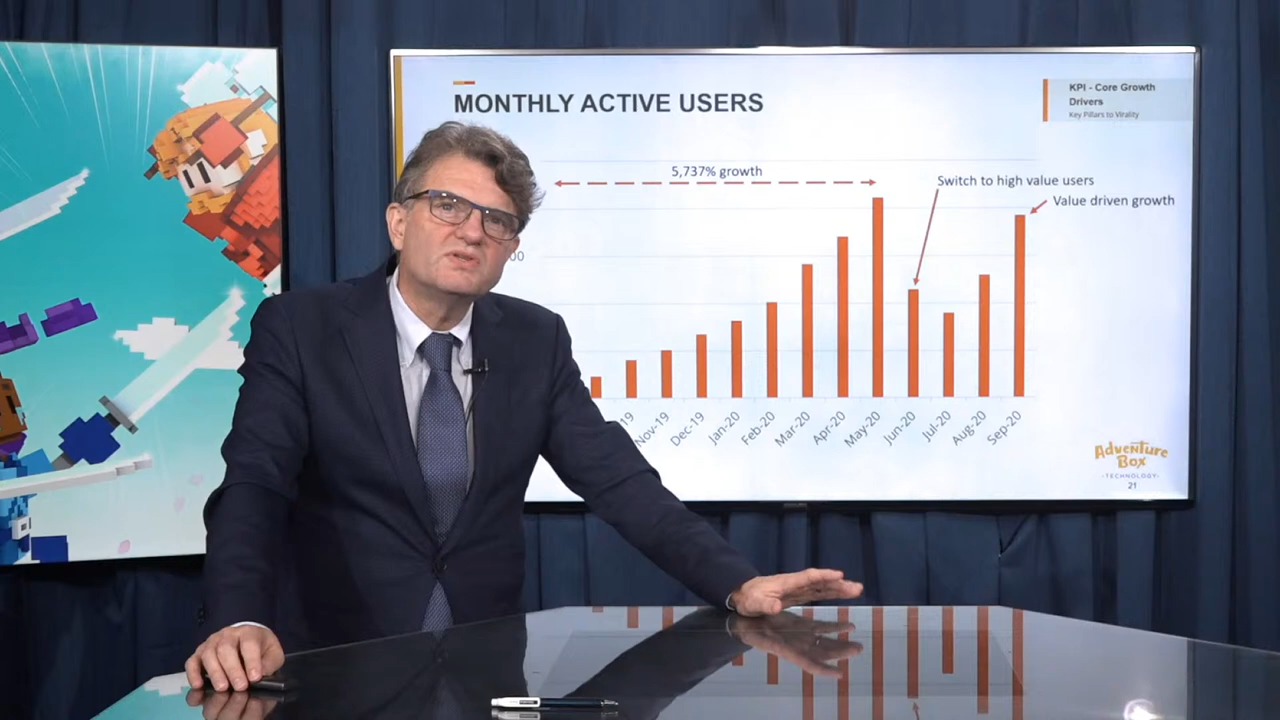 MONTHLY ACTIVE USERS
KPI - Core Growth
Drivers
Key Pillars to Virality
5,737% growth
Switch to high value users
Value driven growth
00
19
Nov-19
Dec-19
Jan-20
Feb-20
Mar-20
Apr-20
May-20
Jun-20
Jul-20
Aug-20
Sep-20
Adventure
Box
-TECHNOLOGY-
21